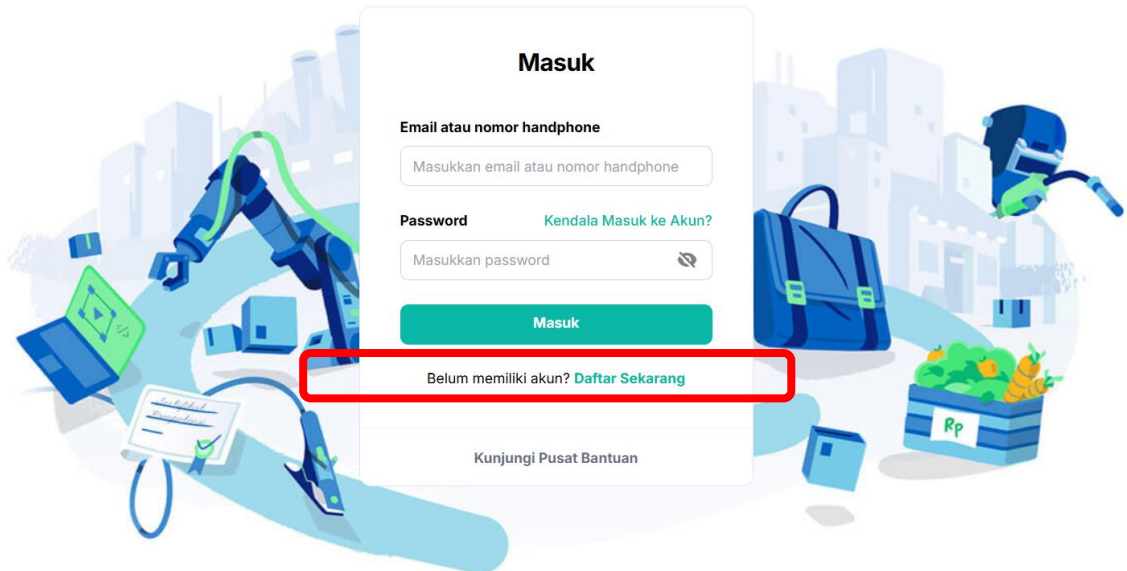 Masuk
Email atau nomor handphone
Masukkan email atau nomor handphone
Password Kendala Masuk ke Akun?
Masukkan password
Masuk
Belum memiliki akun? Daftar Sekarang
Kunjungi Pusat Bantuan
Rp